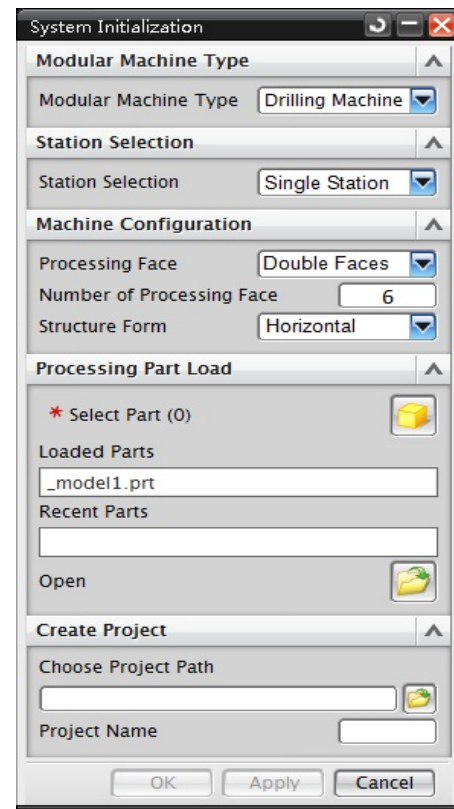 System Initialization
Modular Machine Type
Modular Machine Type Drilling Machine
Station Selection
Station Selection Single Station
Machine Configuration
Processing Face Double Faces
Number of Processing Face 6
Structure Form Horizontal
Processing Part Load
* Select Part (0)
Loaded Parts
_model1.prt
Recent Parts
Open
Create Project
Choose Project Path
Project Name
OK Apply Cancel